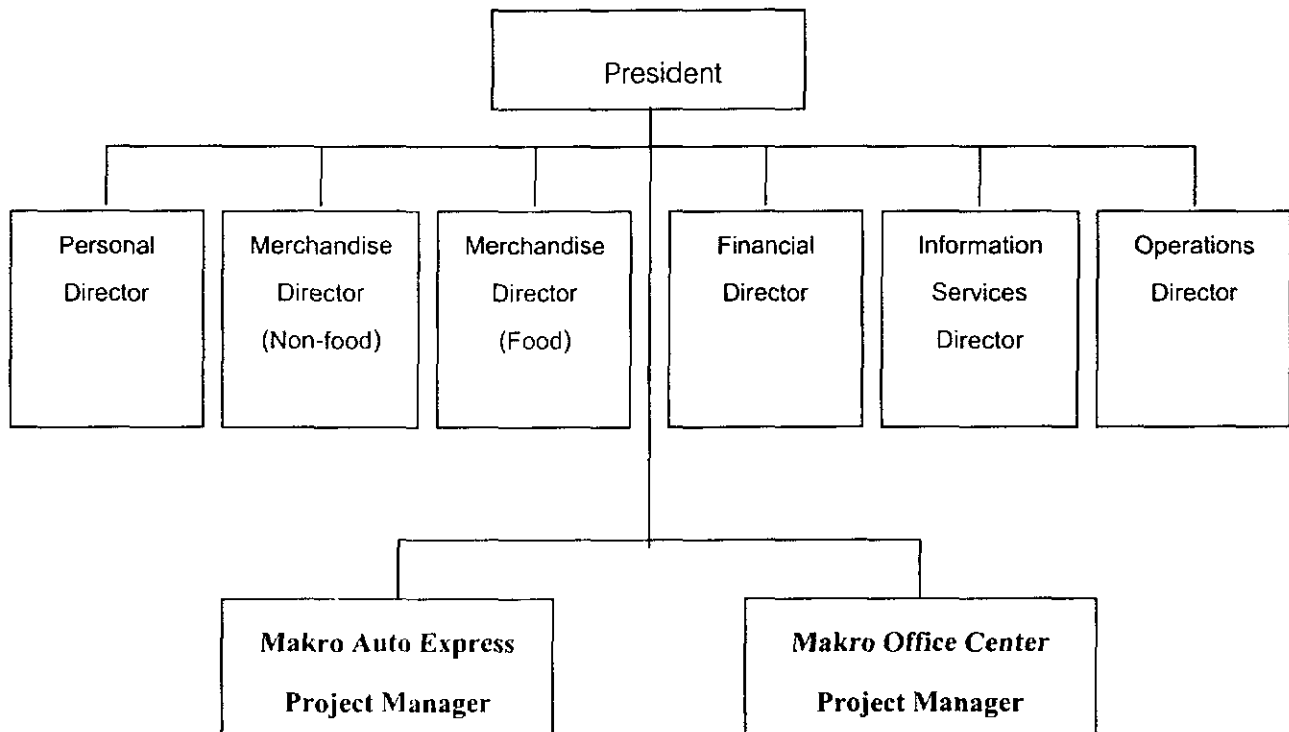 President
Personal
Director
Merchandise
Director
(Non-food)
Merchandise
Director
(Food)
Financial
Director
Information
Services
Director
Operations
Director
Makro Auto Express
Project Manager
Makro Office Center
Project Manager